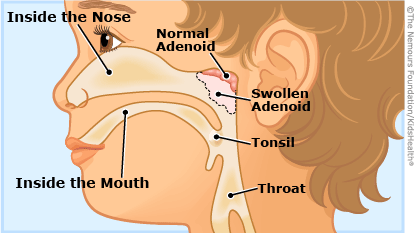 Inside the Nose
Normal
Adenoid
Swollen
Adenoid
Tonsil
Inside the Mouth
Throat
©The Nemours Foundation/KidsHealth®